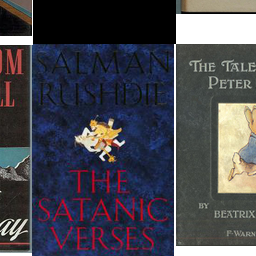 OM
LL
ay
SALMAN
RUSHDIE
THE
SATANIC
VERSES
THE TALE
PETER
BY BEATRIX
F. WARN